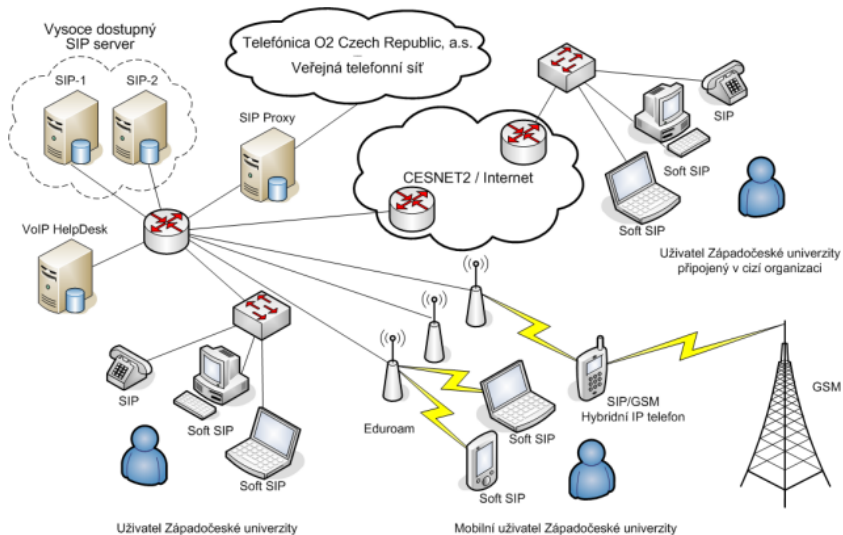 Vysoce dostupný
SIP server
SIP-1
SIP-2
Telefónica O2 Czech Republic, a.s.
–
Veřejná telefonní síť
SIP Proxy
CESNET2 / Internet
SIP
Soft SIP
Soft SIP
Uživatel Západočeské univerzity
připojený v cizí organizaci
VoIP HelpDesk
SIP
Soft SIP
Soft SIP
Uživatel Západočeské univerzity
Eduroam
Soft SIP
Soft SIP
SIP/GSM
Hybridní IP telefon
GSM
Mobilní uživatel Západočeské univerzity